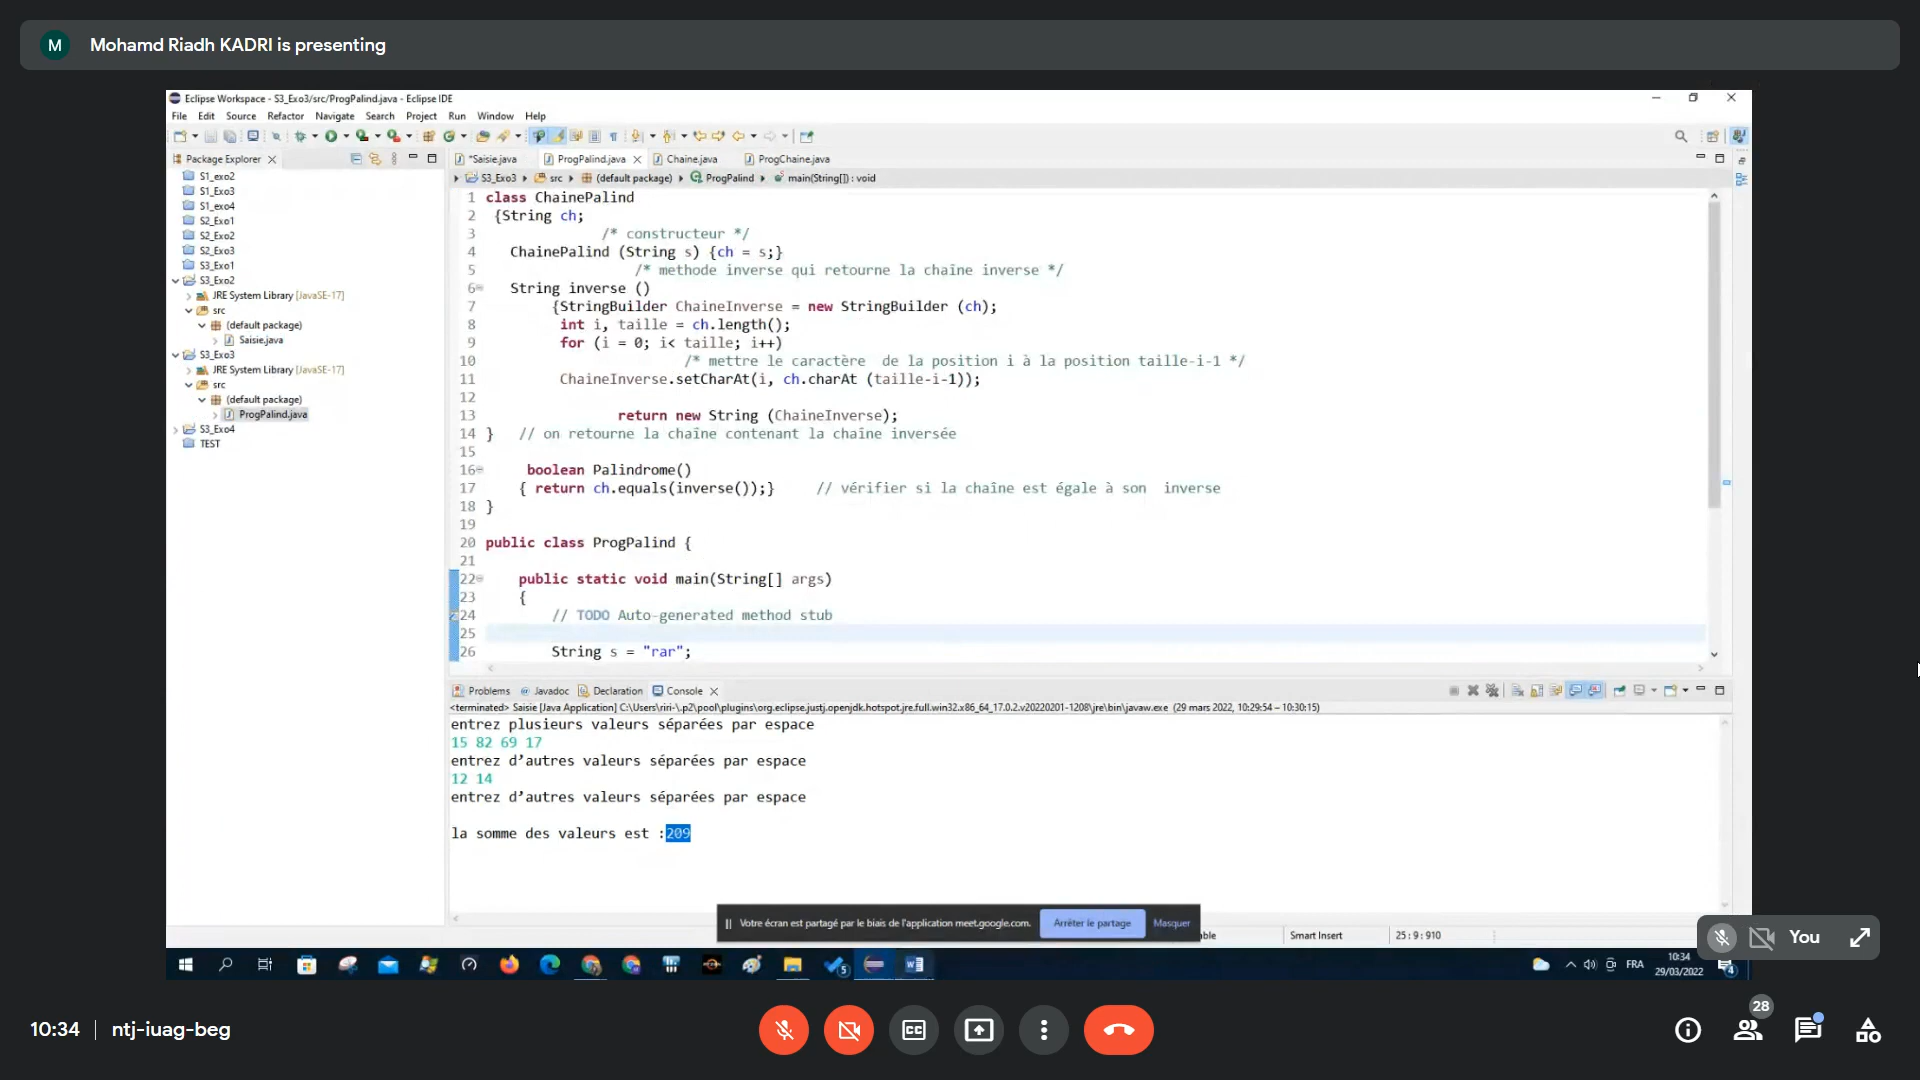 M Mohamd Riadh KADRI is presenting
Eclipse Workspace - S3_Exo3/src/ProgPalind.java - Eclipse IDE
File Edit Source Refactor Navigate Search Project Run Window Help
Package Explorer
*Saisie.java ProgPalind.java Chaine.java ProgChaine.java
S3_Exo3 src (default package) ProgPalind main(String[]) : void
S1_exo2
S1_Exo3
S1_exo4
S2_Exo1
S2_Exo2
S2_Exo3
S3_Exo1
S3_Exo2
JRE System Library [JavaSE-17]
src
(default package)
Saisie.java
S3_Exo3
JRE System Library [JavaSE-17]
src
(default package)
ProgPalind.java
S3_Exo4
TEST
1 class ChainePalind
2 {String ch;
3 /* constructeur */
4 ChainePalind (String s) {ch = s;}
5 /* methode inverse qui retourne la chaîne inverse */
6 String inverse ()
7 {StringBuilder ChaineInverse = new StringBuilder (ch);
8 int i, taille = ch.length();
9 for (i = 0; i< taille; i++)
10 /* mettre le caractère de la position i à la position taille-i-1 */
11 ChaineInverse.setCharAt(i, ch.charAt (taille-i-1));
12
13 return new String (ChaineInverse);
14 } // on retourne la chaîne contenant la chaîne inversée
15
16 boolean Palindrome()
17 { return ch.equals(inverse());} // vérifier si la chaîne est égale à son inverse
18 }
19
20 public class ProgPalind {
21
22 public static void main(String[] args)
23 {
24 // TODO Auto-generated method stub
25
26 String s = "rar";
Problems Javadoc Declaration Console
<terminated> Saisie [Java Application] C:\Users\riri-\.p2\pool\plugins\org.eclipse.justj.openjdk.hotspot.jre.full.win32.x86_64_17.0.2.v20220201-1208\jre\bin\javaw.exe (29 mars 2022, 10:29:54 – 10:30:15)
entrez plusieurs valeurs séparées par espace
15 82 69 17
entrez d’autres valeurs séparées par espace
12 14
entrez d’autres valeurs séparées par espace
la somme des valeurs est :209
Votre écran est partagé par le biais de l'application meet.google.com. Arrêter le partage Masquer
Smart Insert 25 : 9 : 910
You
5
FRA
10:34
29/03/2022
4
10:34 ntj-iuag-beg
CC
28